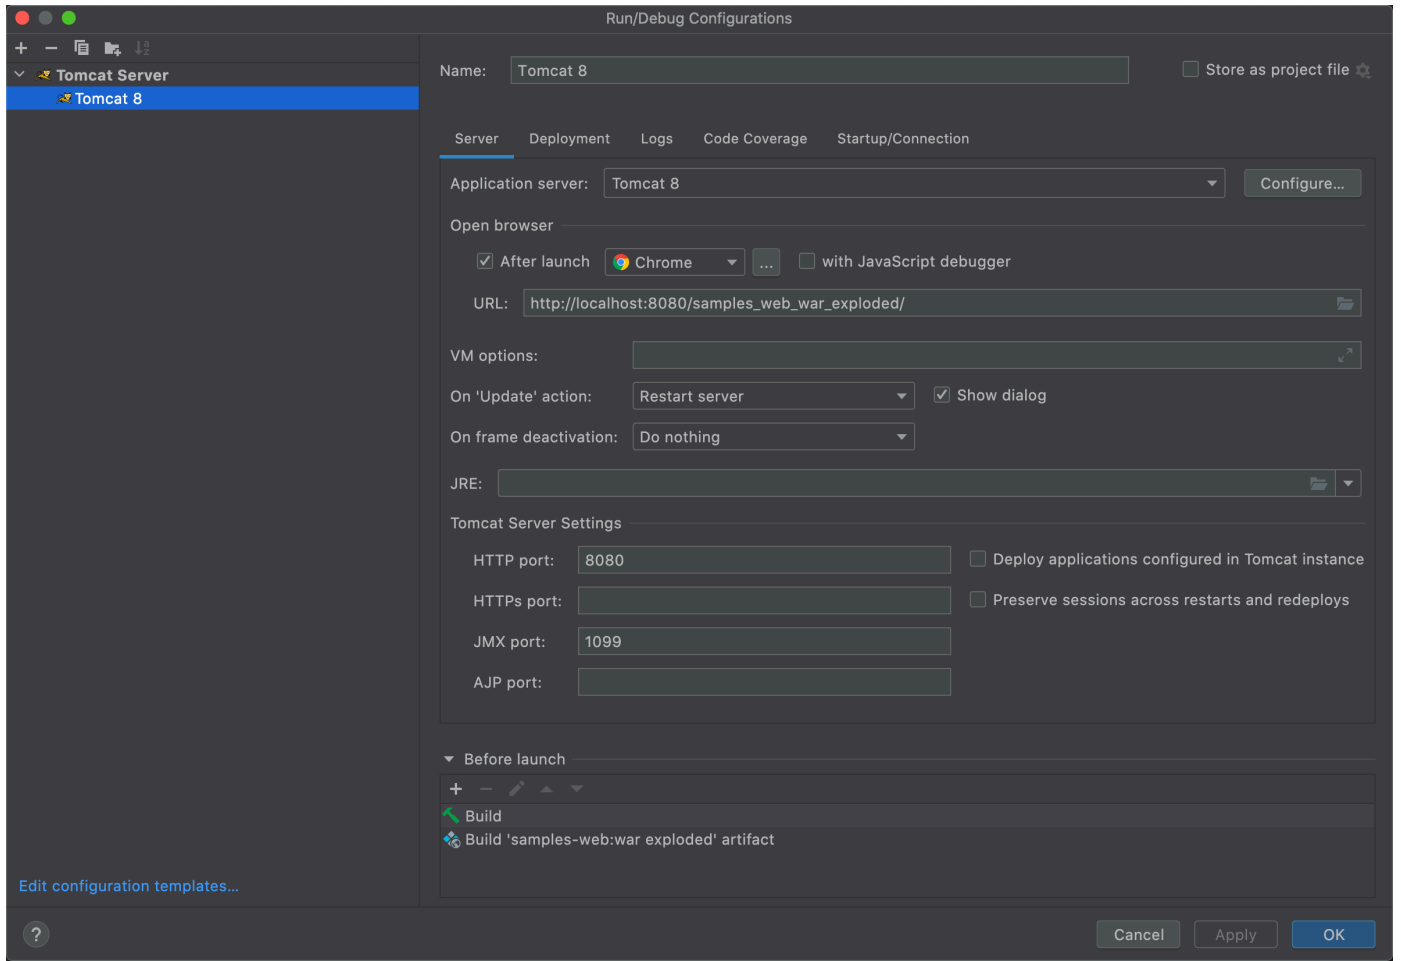 Run/Debug Configurations
Tomcat Server
Tomcat 8
Name: Tomcat 8 Store as project file
Server Deployment Logs Code Coverage Startup/Connection
Application server: Tomcat 8 Configure...
Open browser
After launch Chrome ... with JavaScript debugger
URL: http://localhost:8080/samples_web_war_exploded/
VM options:
On 'Update' action: Restart server Show dialog
On frame deactivation: Do nothing
JRE:
Tomcat Server Settings
HTTP port: 8080 Deploy applications configured in Tomcat instance
HTTPs port: Preserve sessions across restarts and redeploys
JMX port: 1099
AJP port:
Before launch
Build
Build 'samples-web:war exploded' artifact
Edit configuration templates...
? Cancel Apply OK